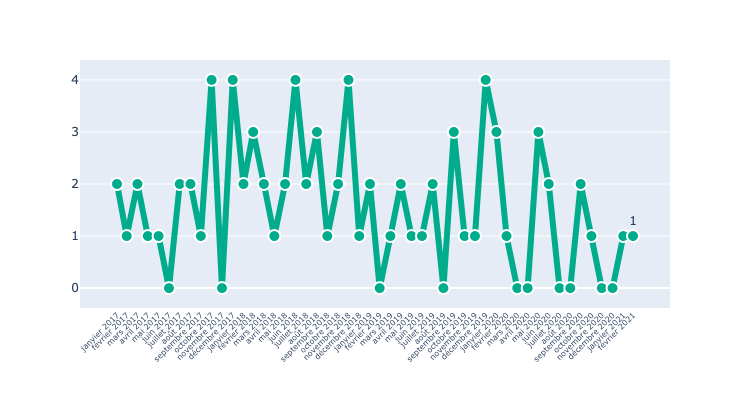 4
3
2
1
0
1
janvier 2017
février 2017
mars 2017
avril 2017
mai 2017
juin 2017
juillet 2017
août 2017
septembre 2017
octobre 2017
novembre 2017
décembre 2017
janvier 2018
février 2018
mars 2018
avril 2018
mai 2018
juin 2018
juillet 2018
août 2018
septembre 2018
octobre 2018
novembre 2018
décembre 2018
janvier 2019
février 2019
mars 2019
avril 2019
mai 2019
juin 2019
juillet 2019
août 2019
septembre 2019
octobre 2019
novembre 2019
décembre 2019
janvier 2020
février 2020
mars 2020
avril 2020
mai 2020
juin 2020
juillet 2020
août 2020
septembre 2020
octobre 2020
novembre 2020
décembre 2020
janvier 2021
février 2021